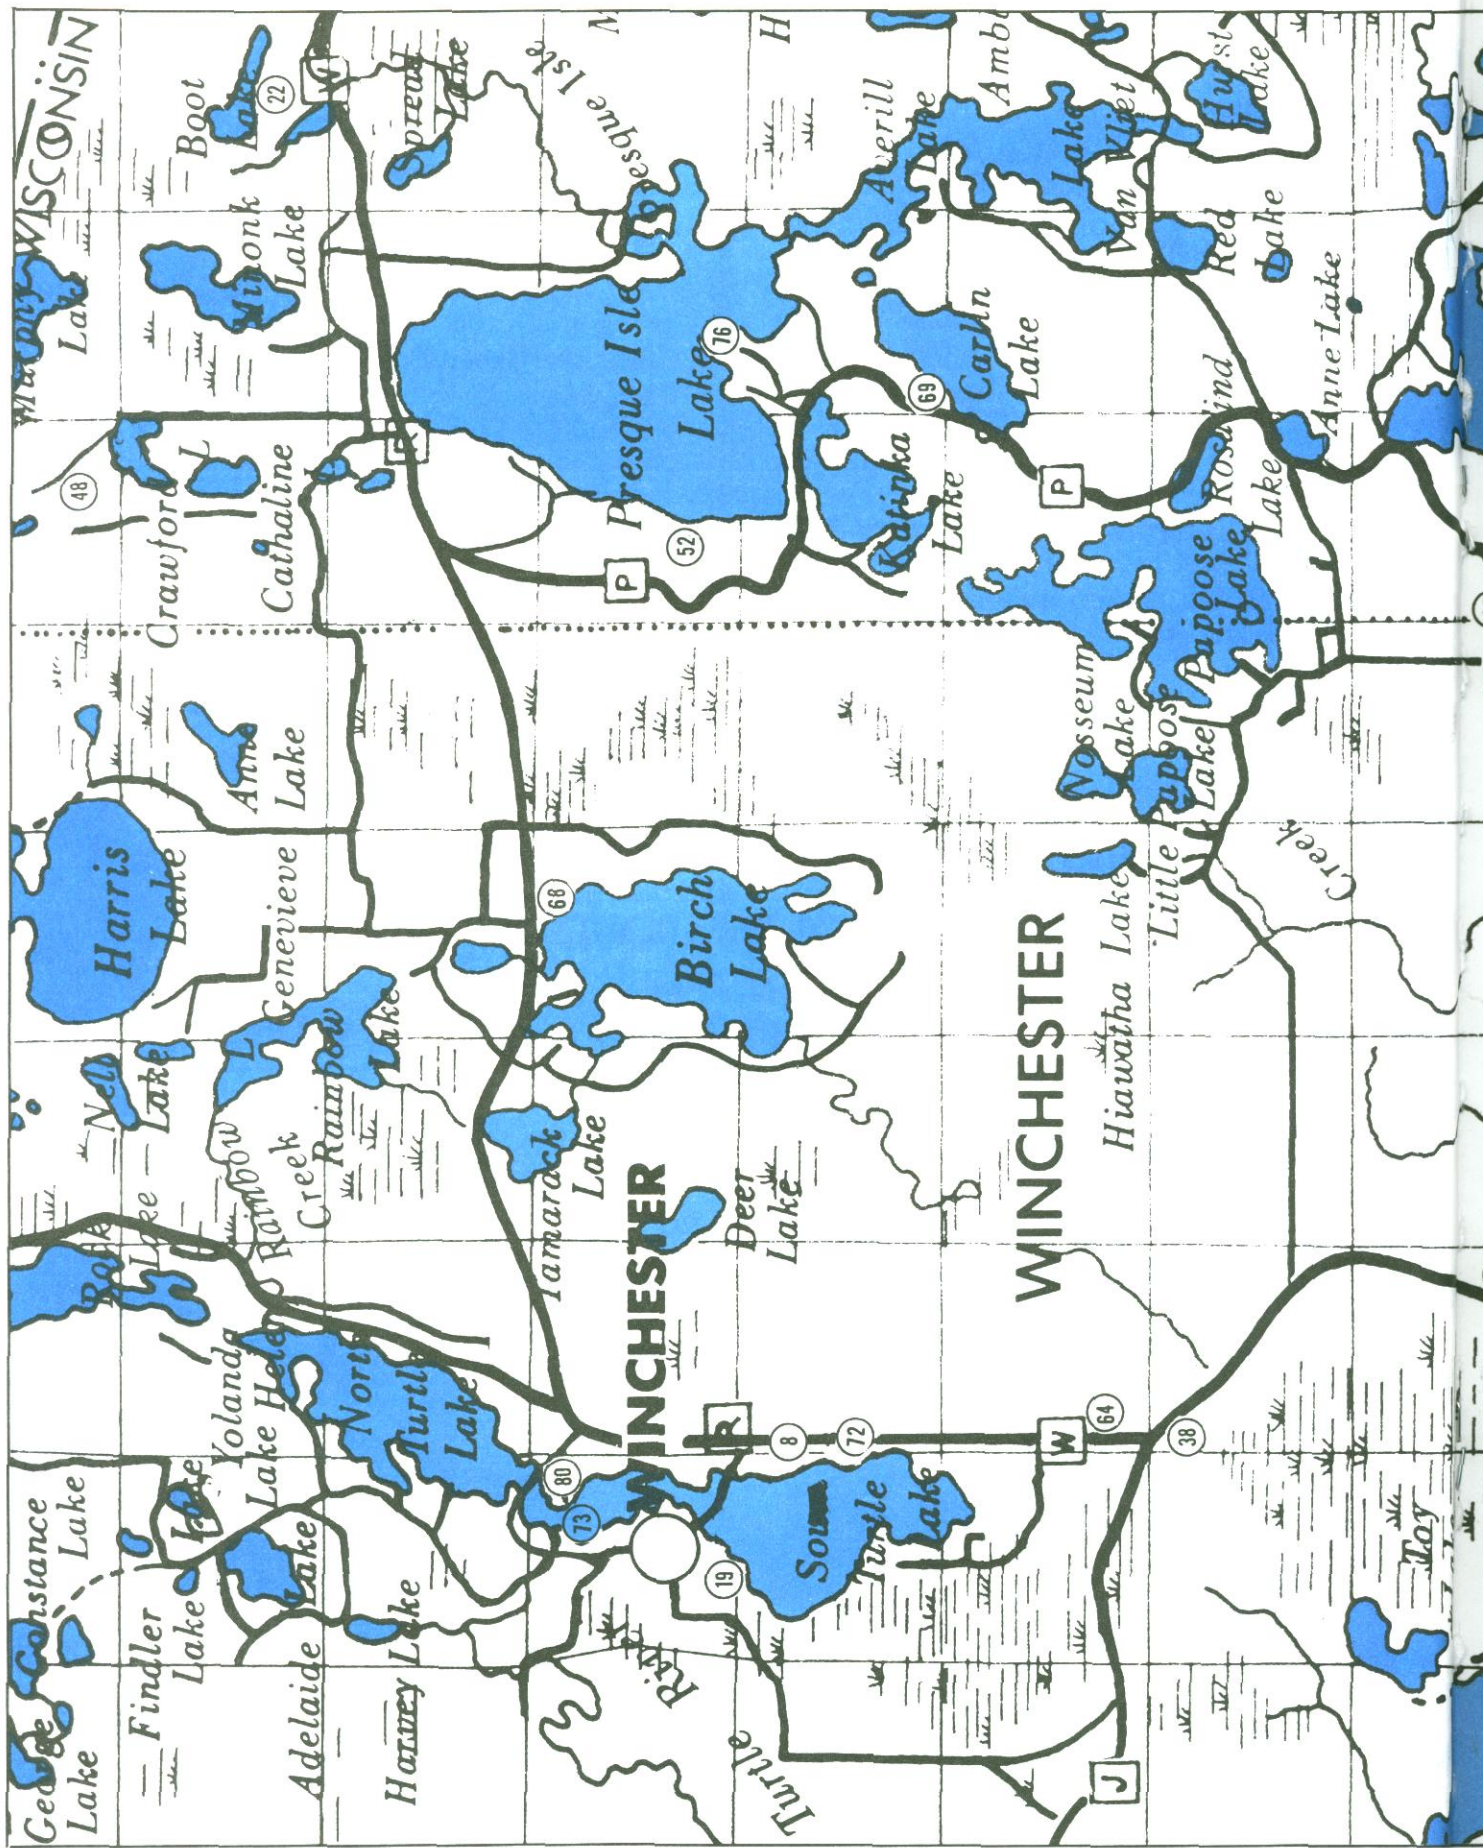 WISCONSIN
Boot
Lake
22
W
Spread
Lake
Presque Isle
M
H
Lake
Minonk
Lake
Averill
Lake
Amb
Lake
Van Vliet
Hurst
Lake
Red
Lake
Anne Lake
Presque Isle
Lake
76
Carlin
Lake
69
48
Crawford
L
Cathaline
R
P
52
Katinka
Lake
P
Rosalind
Lake
Papoose
Lake
Anne
Lake
Nosseum
Lake
Little Papoose
Lake
Harris
Lake
Genevieve
L
68
Birch
Lake
Hiawatha Lake
Creek
WINCHESTER
Nell
Lake
Rainbow
Lake
Rainbow
Creek
Tamarack
Lake
Deer
Lake
Lake
Yolanda
Lake
Lake Helen
North
Turtle
Lake
WINCHESTER
R
8
72
W
64
38
80
73
19
South
Turtle
Lake
Constance
Lake
Findler
Lake
George
Lake
Adelaide
Lake
Harvey Lake
Turtle
River
J
Joy